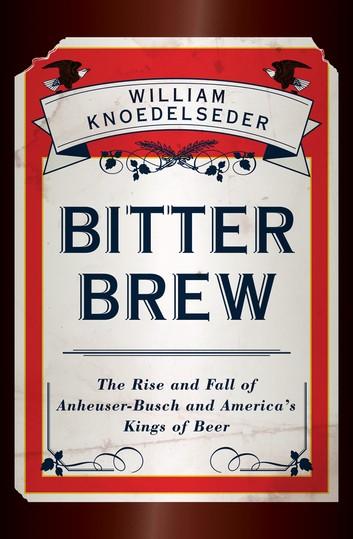 WILLIAM
KNOEDELSEDER
BITTER
BREW
The Rise and Fall of
Anheuser-Busch and America's
Kings of Beer